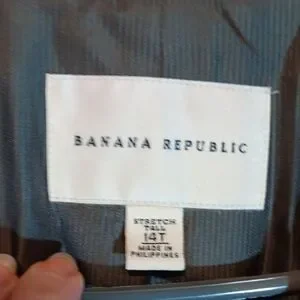 BANANA REPUBLIC
STRETCH
TALL
14T
MADE IN
PHILIPPINES